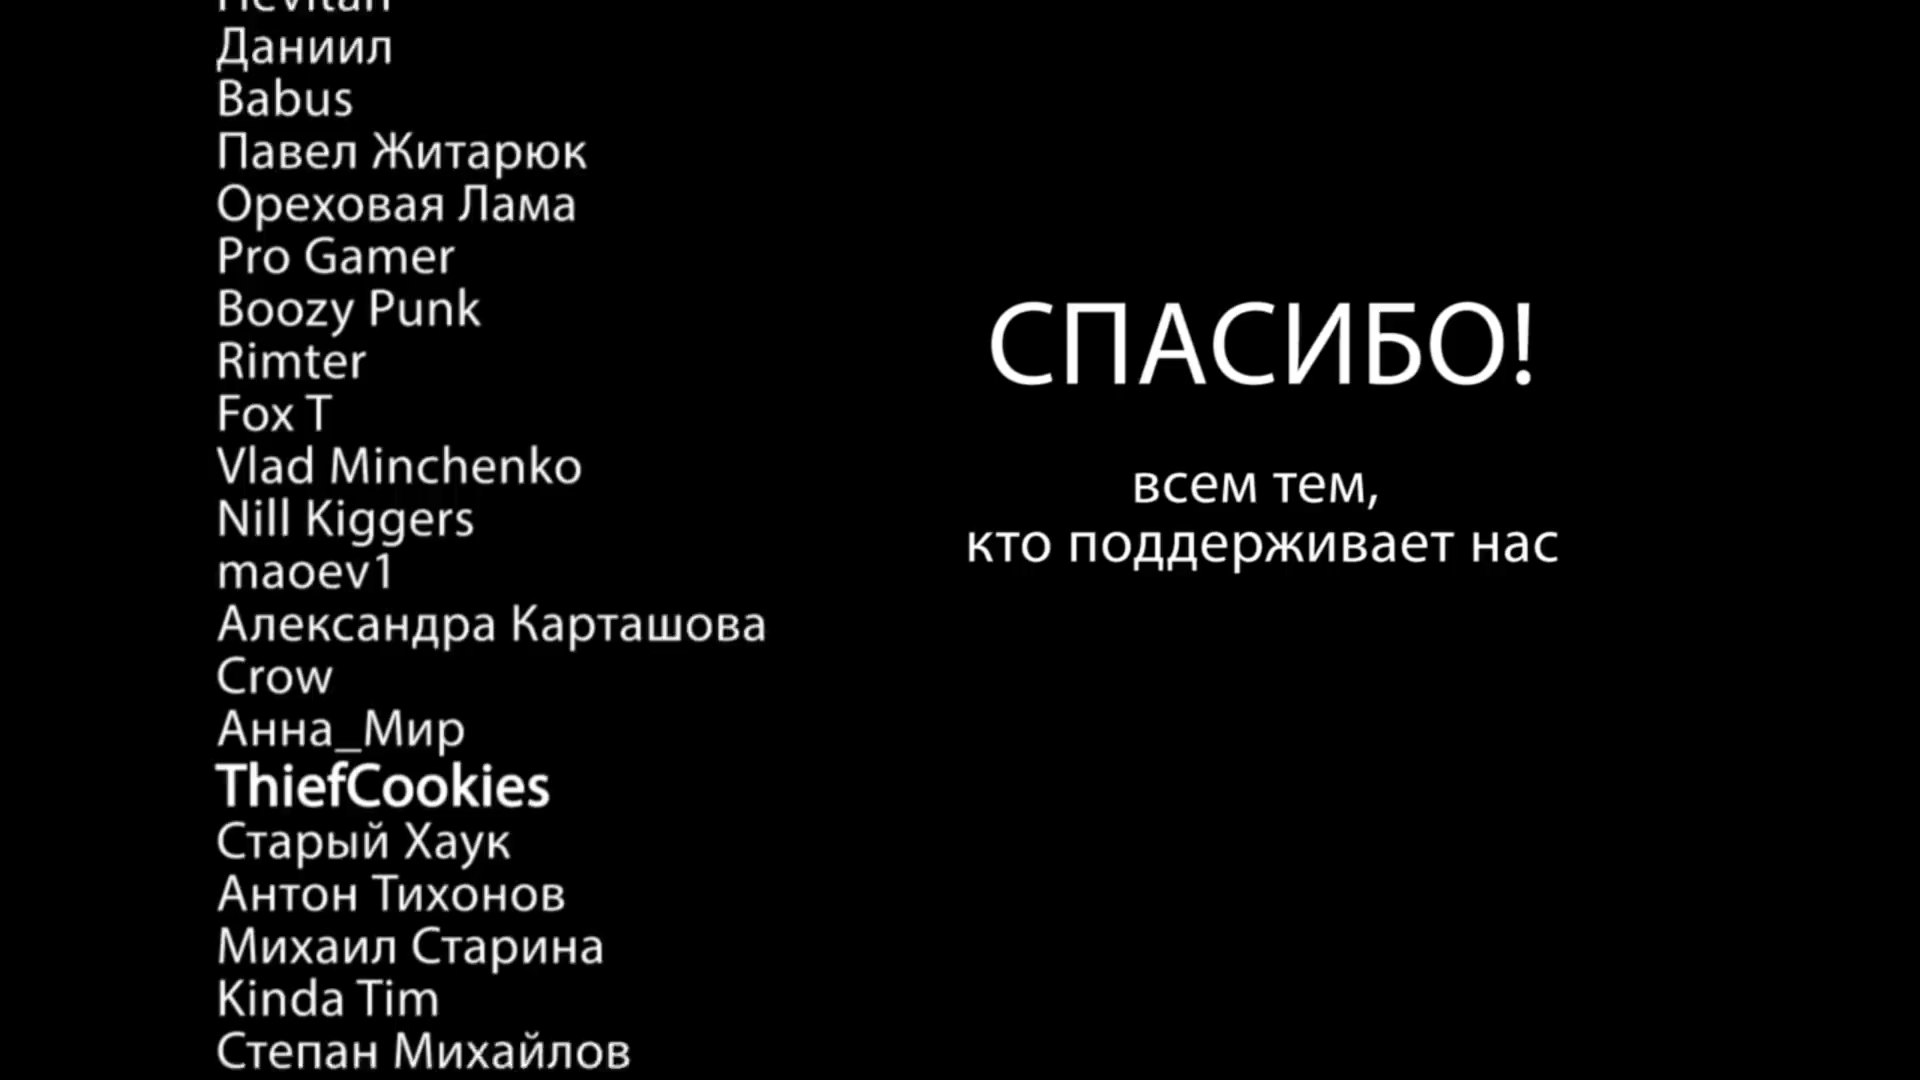 Даниил
Babus
Павел Житарюк
Ореховая Лама
Pro Gamer
Boozy Punk
Rimter
Fox T
Vlad Minchenko
Nill Kiggers
maoev1
Александра Карташова
Crow
Анна_Мир
ThiefCookies
Старый Хаук
Антон Тихонов
Михаил Старина
Kinda Tim
Степан Михайлов
СПАСИБО!
всем тем,
кто поддерживает нас